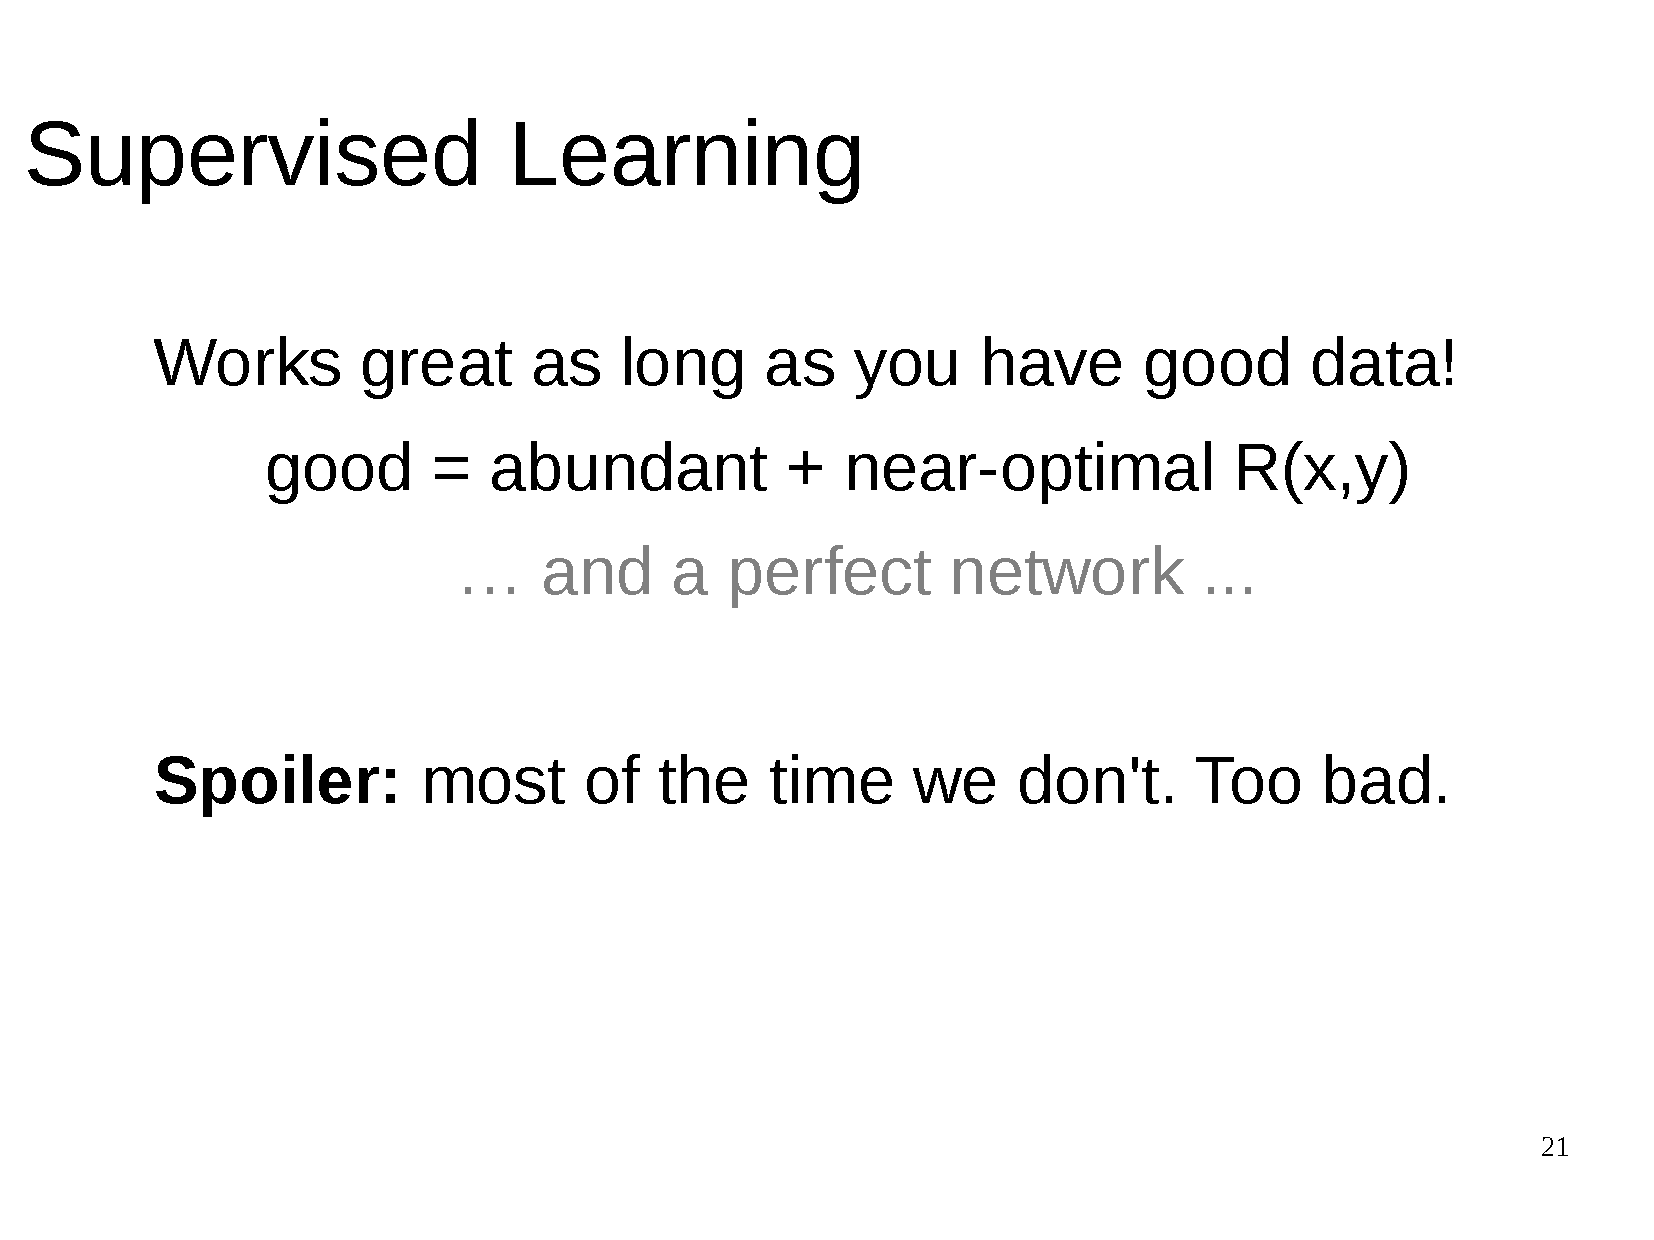 Supervised Learning
Works great as long as you have good data!
good = abundant + near-optimal R(x,y)
… and a perfect network ...
Spoiler: most of the time we don't. Too bad.
21